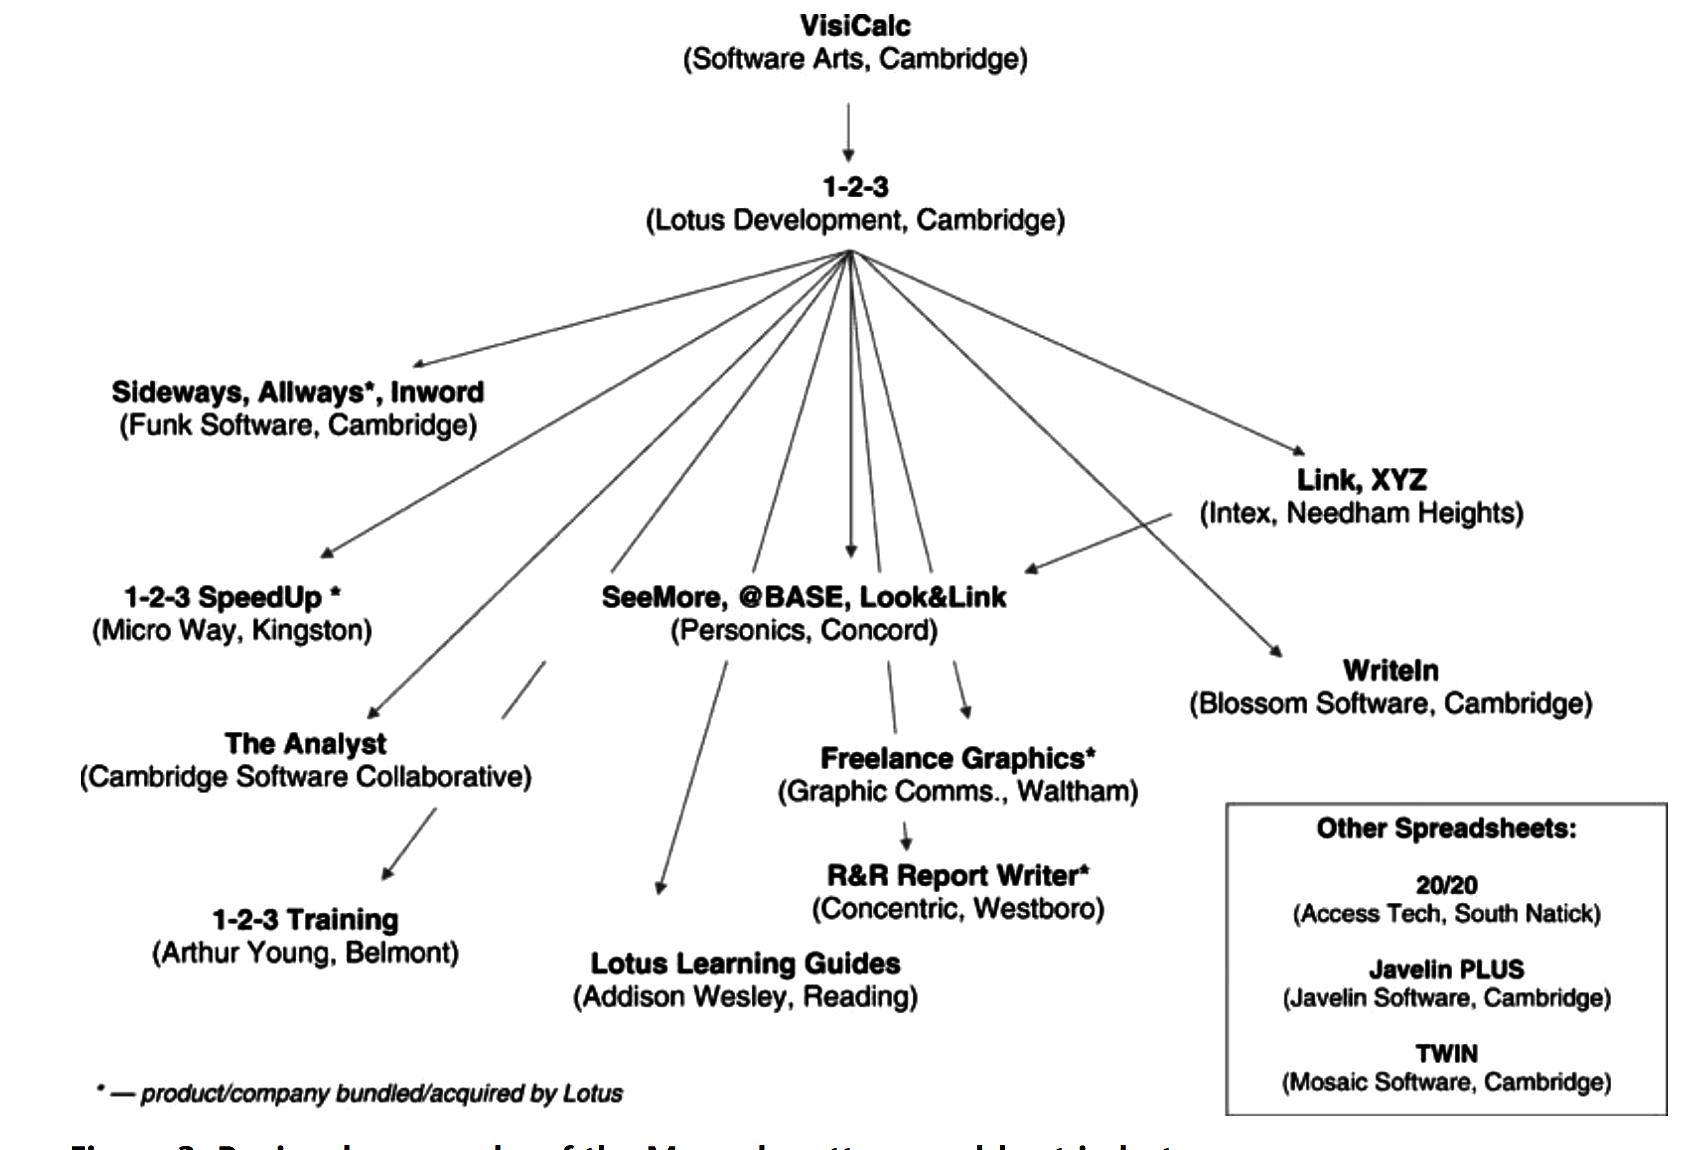 VisiCalc
(Software Arts, Cambridge)
1-2-3
(Lotus Development, Cambridge)
Sideways, Allways*, Inword
(Funk Software, Cambridge)
Link, XYZ
(Intex, Needham Heights)
1-2-3 SpeedUp *
(Micro Way, Kingston)
SeeMore, @BASE, Look&Link
(Personics, Concord)
WriteIn
(Blossom Software, Cambridge)
The Analyst
(Cambridge Software Collaborative)
Freelance Graphics*
(Graphic Comms., Waltham)
R&R Report Writer*
(Concentric, Westboro)
1-2-3 Training
(Arthur Young, Belmont)
Lotus Learning Guides
(Addison Wesley, Reading)
Other Spreadsheets:
20/20
(Access Tech, South Natick)
Javelin PLUS
(Javelin Software, Cambridge)
TWIN
(Mosaic Software, Cambridge)
* — product/company bundled/acquired by Lotus